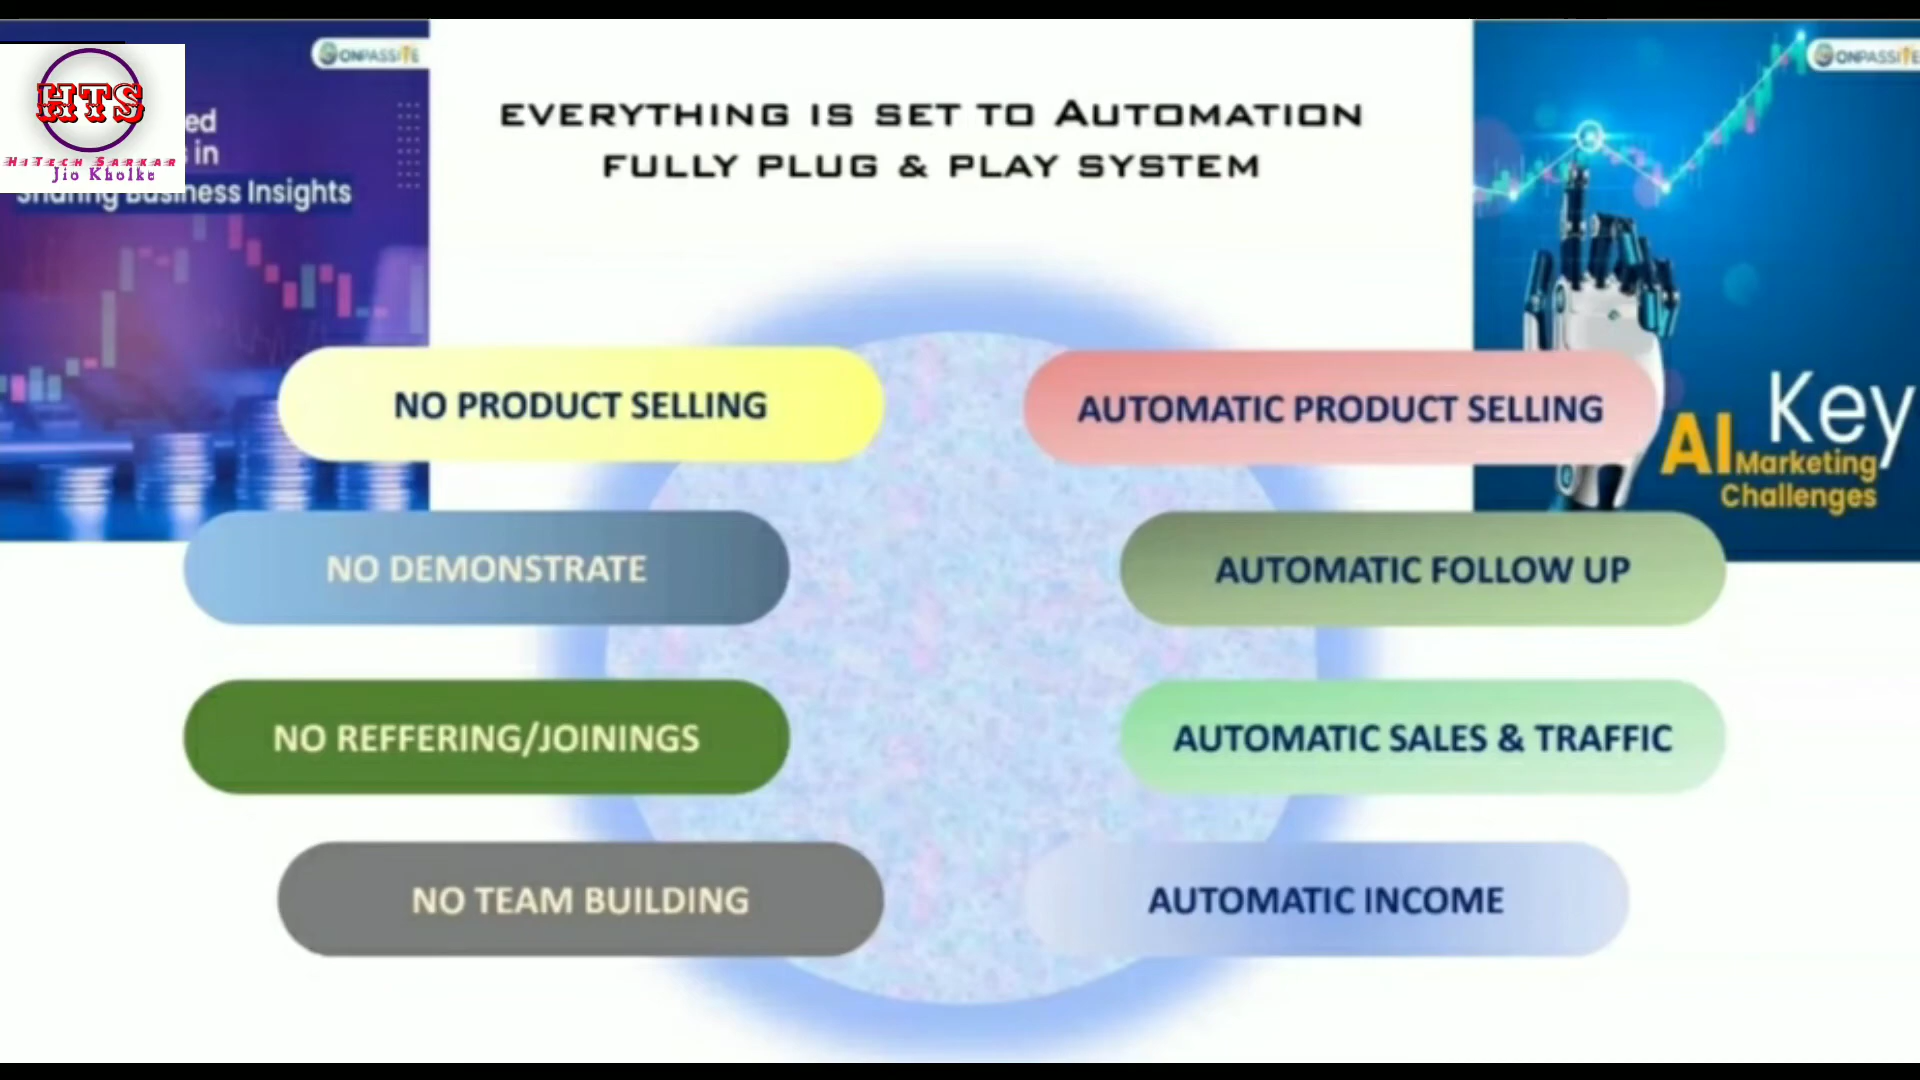 ONPASSIVE
HTS
HiTech Sarkar
Jio Kholke
ed
in
Sharing Business Insights
EVERYTHING IS SET TO AUTOMATION
FULLY PLUG & PLAY SYSTEM
ONPASSIVE
Key
AI Marketing
Challenges
NO PRODUCT SELLING
AUTOMATIC PRODUCT SELLING
NO DEMONSTRATE
AUTOMATIC FOLLOW UP
NO REFFERING/JOININGS
AUTOMATIC SALES & TRAFFIC
NO TEAM BUILDING
AUTOMATIC INCOME